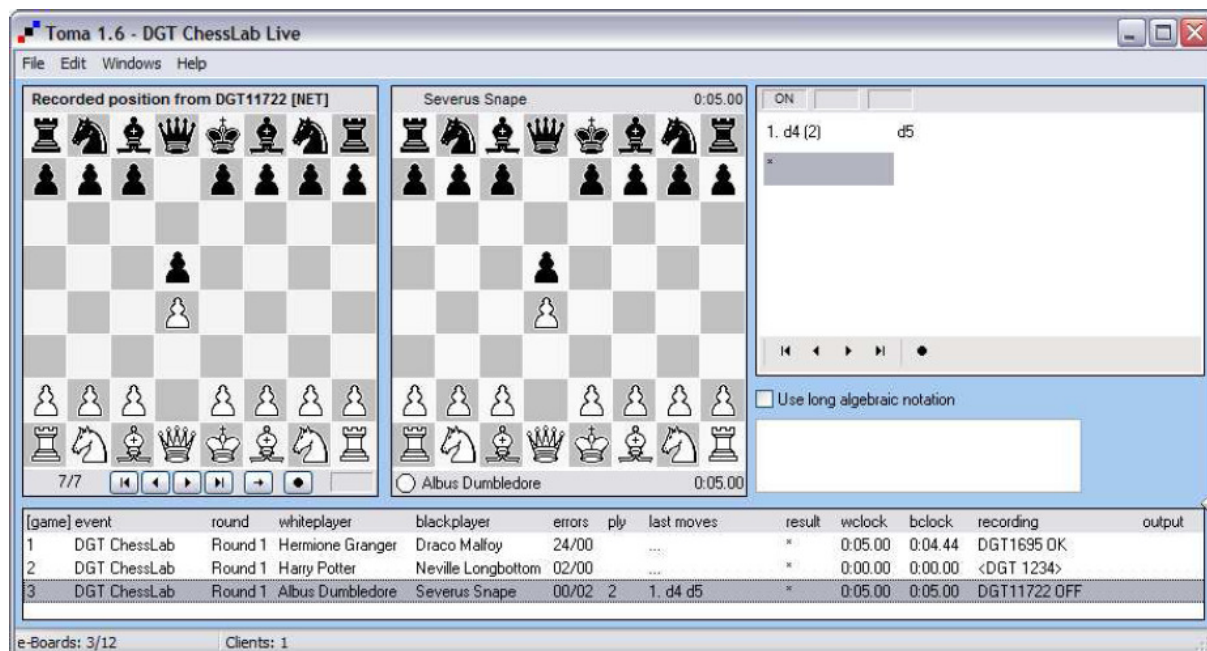 Toma 1.6 - DGT ChessLab Live
File Edit Windows Help
Recorded position from DGT11722 [NET]
7/7
Severus Snape 0:05.00
Albus Dumbledore 0:05.00
ON
1. d4 (2) d5
*
Use long algebraic notation
[game] event round whiteplayer blackplayer errors ply last moves result wclock bclock recording output
1 DGT ChessLab Round 1 Hermione Granger Draco Malfoy 24/00 ... * 0:05.00 0:04.44 DGT1695 OK
2 DGT ChessLab Round 1 Harry Potter Neville Longbottom 02/00 ... * 0:00.00 0:00.00 <DGT 1234>
3 DGT ChessLab Round 1 Albus Dumbledore Severus Snape 00/02 2 1. d4 d5 * 0:05.00 0:05.00 DGT11722 OFF
e-Boards: 3/12 Clients: 1